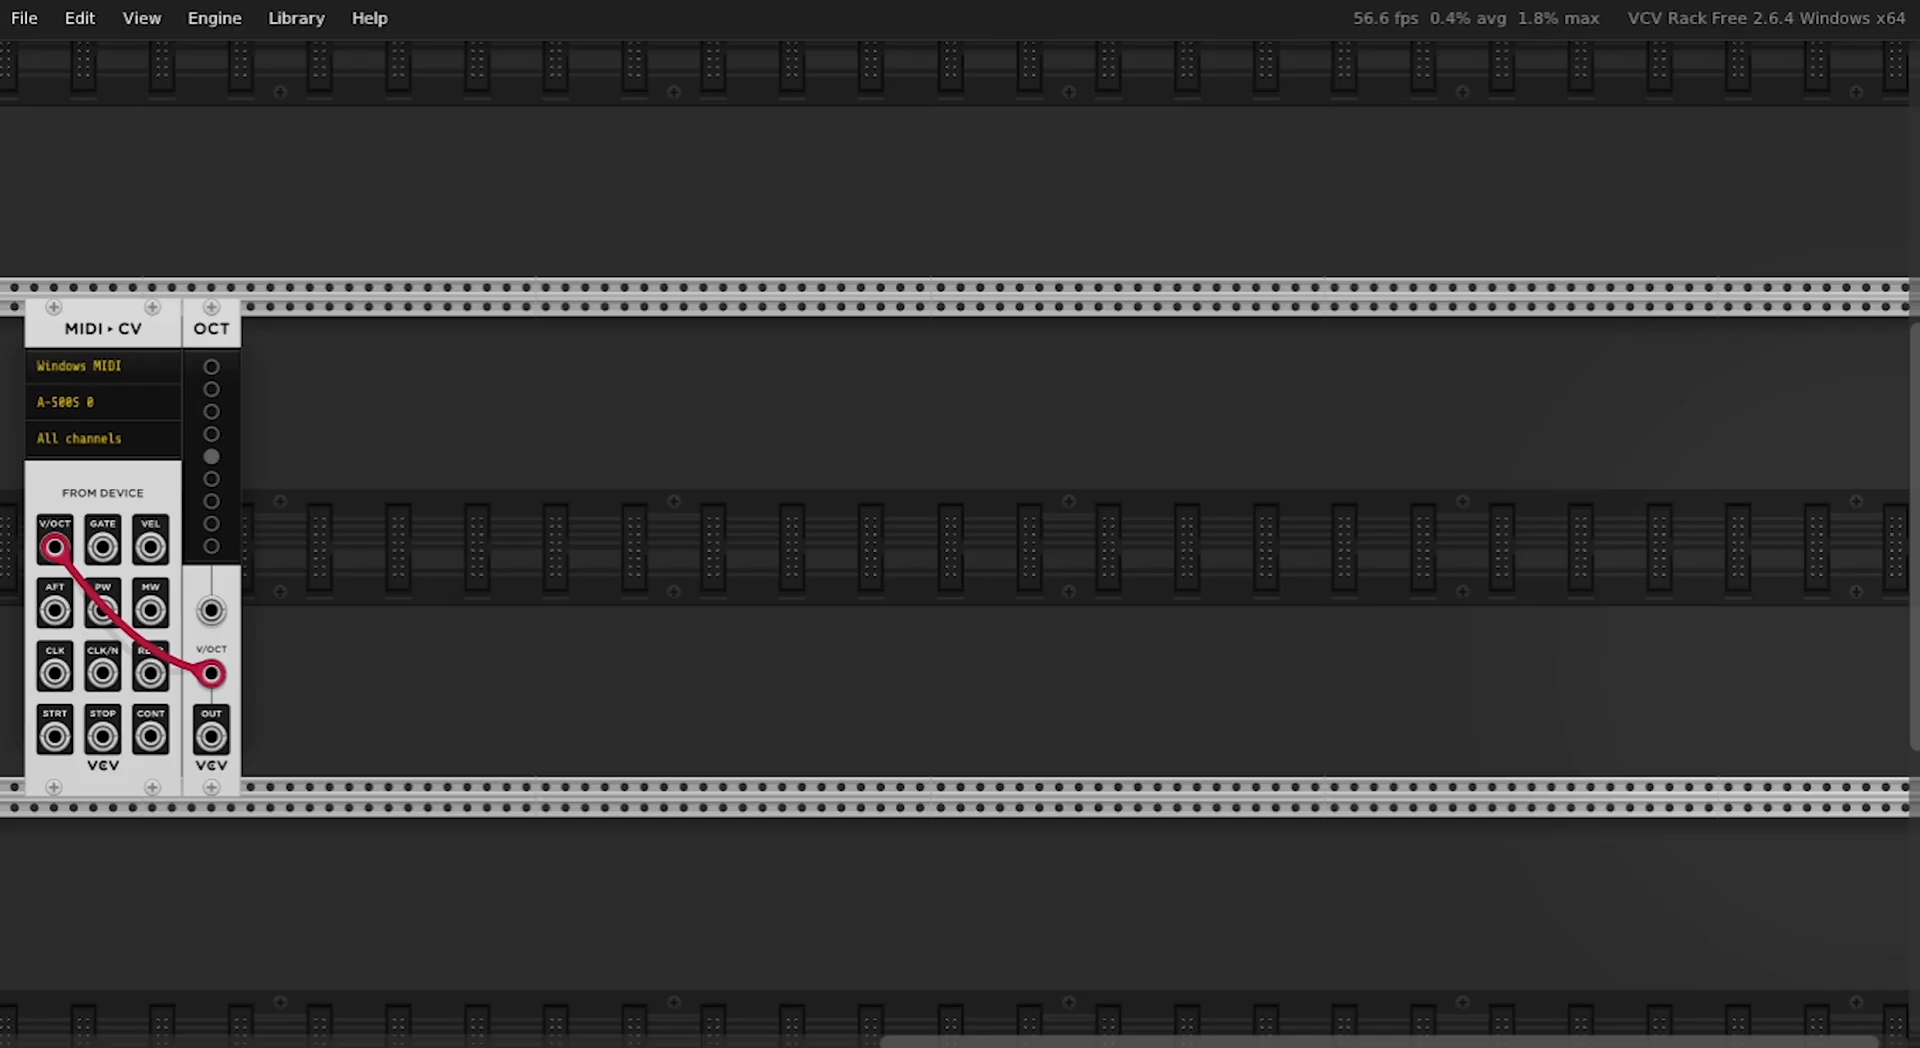 File Edit View Engine Library Help 56.6 fps 0.4% avg 1.8% max VCV Rack Free 2.6.4 Windows x64
MIDI▸CV OCT
Windows MIDI
A-500S 0
All channels
FROM DEVICE
V/OCT GATE VEL
AFT PW MW
CLK CLK/N V/OCT
STRT STOP CONT OUT
VCV VCV